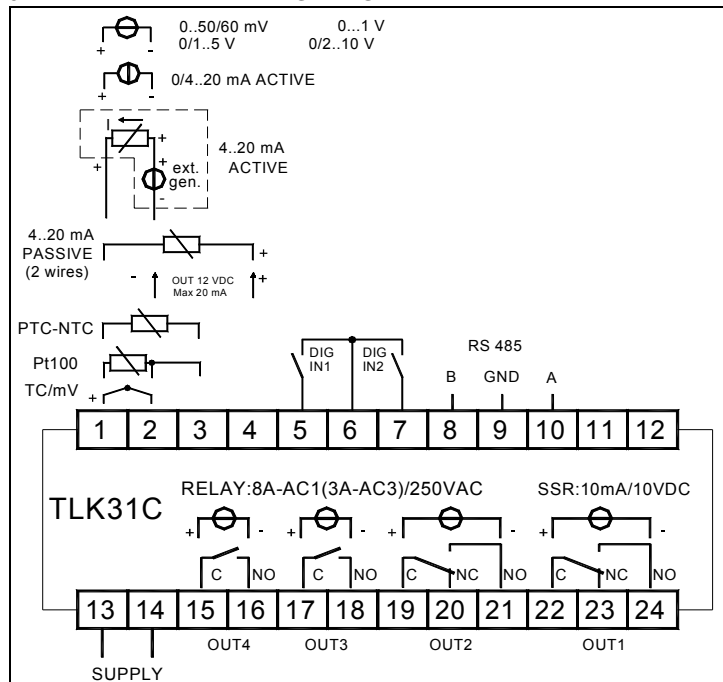 0..50/60 mV 0...1 V
+ -
0/1..5 V 0/2..10 V
0/4..20 mA ACTIVE
+ -
I
+
+
+
ext.
gen.
-
4..20 mA
ACTIVE
4..20 mA
PASSIVE
(2 wires)
+
- OUT 12 VDC +
Max 20 mA
PTC-NTC
Pt100
TC/mV +
DIG
IN1
DIG
IN2
RS 485
B GND A
1 2 3 4 5 6 7 8 9 10 11 12
TLK31C
RELAY:8A-AC1(3A-AC3)/250VAC SSR:10mA/10VDC
+ - + - + - + -
C NO C NO C NC NO C NC NO
13 14 15 16 17 18 19 20 21 22 23 24
OUT4 OUT3 OUT2 OUT1
SUPPLY